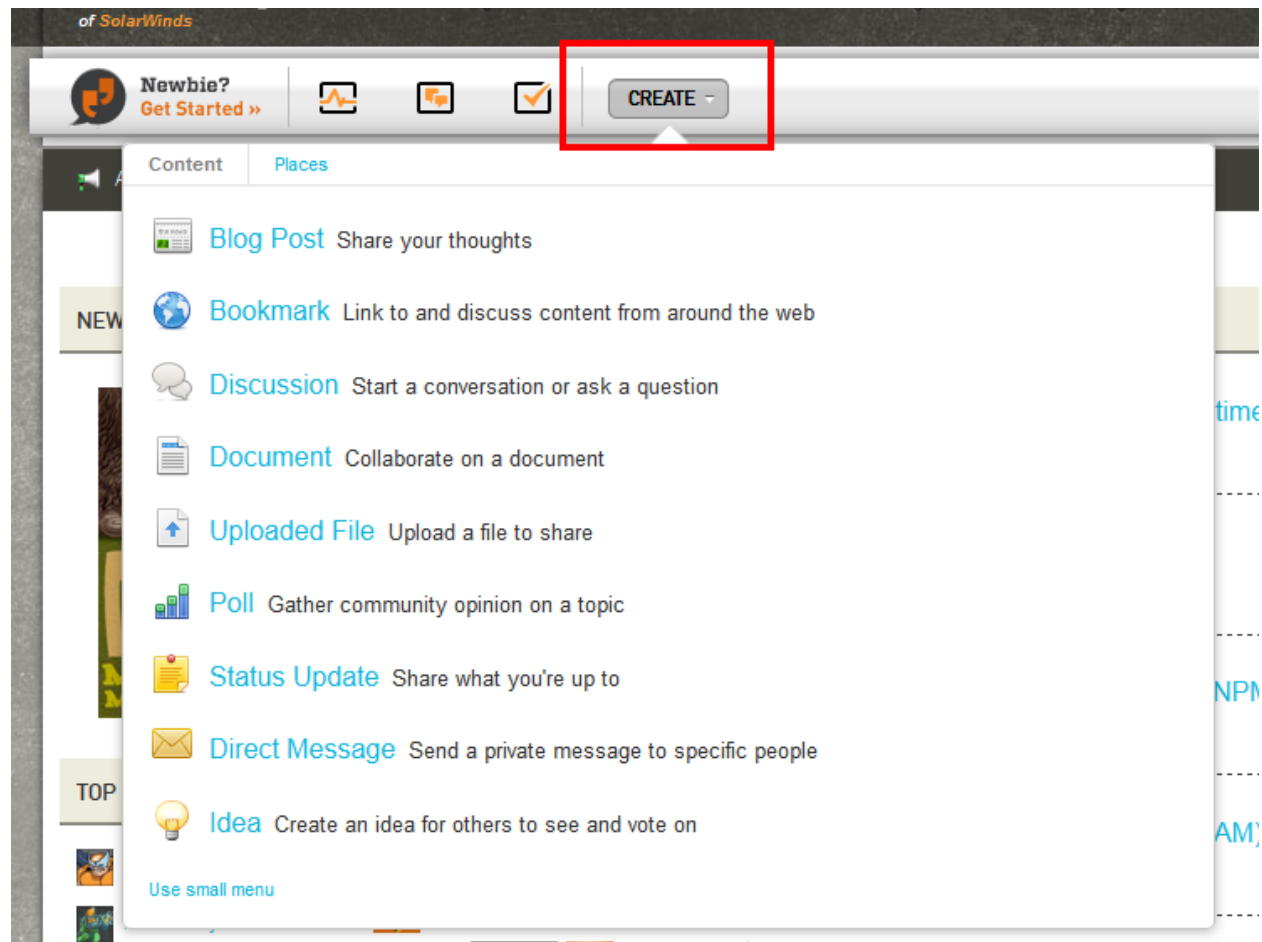 of SolarWinds
Newbie?
Get Started »
CREATE
Content Places
Blog Post Share your thoughts
NEW
Bookmark Link to and discuss content from around the web
Discussion Start a conversation or ask a question
time
Document Collaborate on a document
Uploaded File Upload a file to share
Poll Gather community opinion on a topic
Status Update Share what you're up to
NPM
Direct Message Send a private message to specific people
TOP
Idea Create an idea for others to see and vote on
AM)
Use small menu